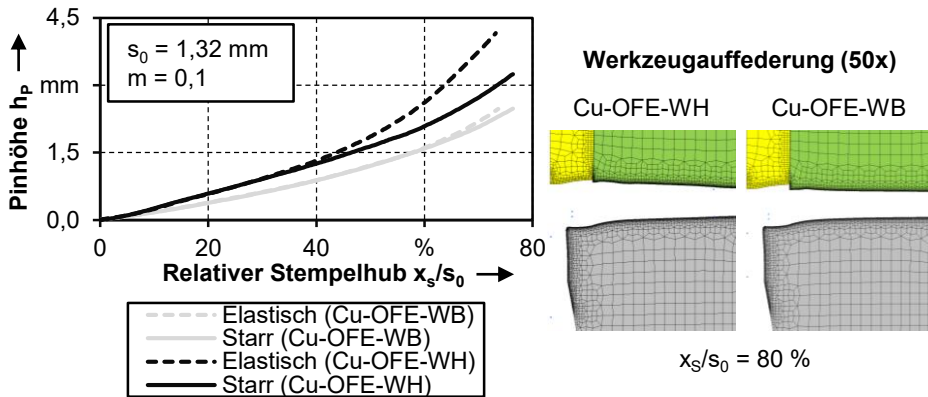 4,5
mm
1,5
0,0
Pinhöhe hP
s0 = 1,32 mm
m = 0,1
0 20 40 % 80
Relativer Stempelhub xs/s0
Elastisch (Cu-OFE-WB)
Starr (Cu-OFE-WB)
Elastisch (Cu-OFE-WH)
Starr (Cu-OFE-WH)
Werkzeugauffederung (50x)
Cu-OFE-WH Cu-OFE-WB
xS/s0 = 80 %